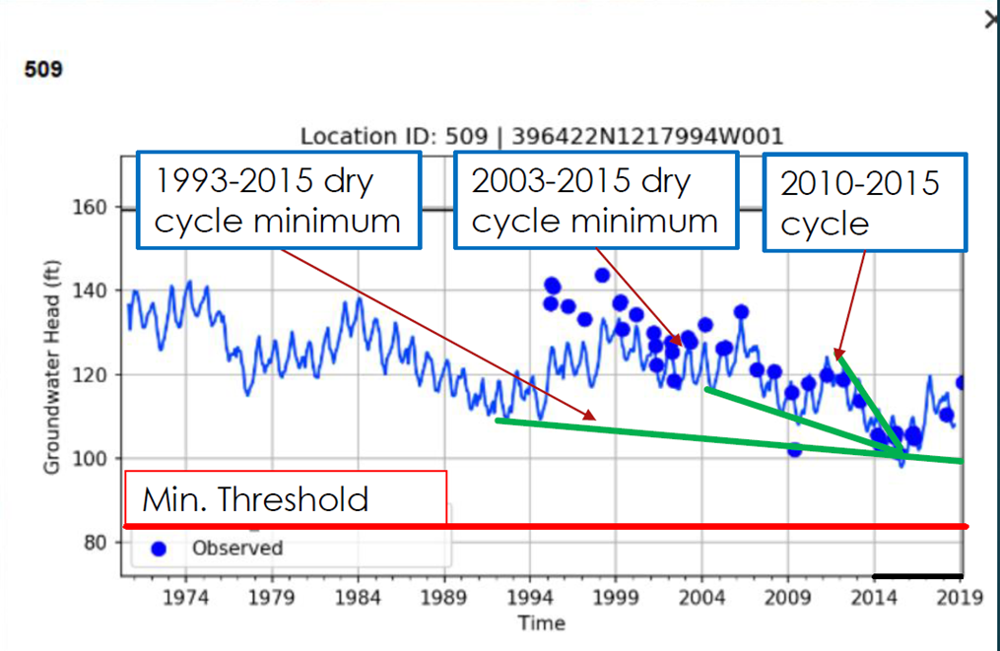 509
Location ID: 509 | 396422N1217994W001
1993-2015 dry
cycle minimum
2003-2015 dry
cycle minimum
2010-2015
cycle
Groundwater Head (ft)
160
140
120
100
80
Min. Threshold
Observed
1974
1979
1984
1989
1994
1999
2004
2009
2014
2019
Time